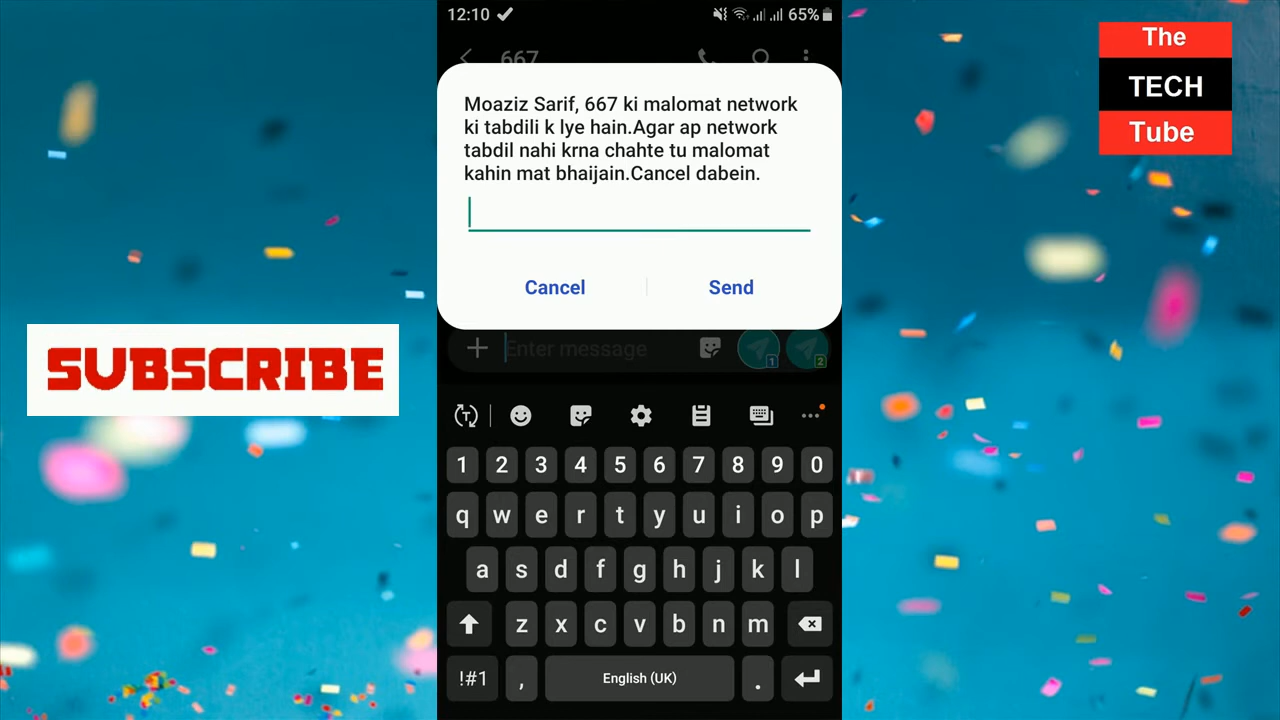 12:10
65%
667
Moaziz Sarif, 667 ki malomat network
ki tabdili k lye hain.Agar ap network
tabdil nahi krna chahte tu malomat
kahin mat bhaijain.Cancel dabein.
Cancel
Send
Enter message
1
2
The
TECH
Tube
SUBSCRIBE
T
1 2 3 4 5 6 7 8 9 0
q w e r t y u i o p
a s d f g h j k l
z x c v b n m
!#1 , English (UK) .